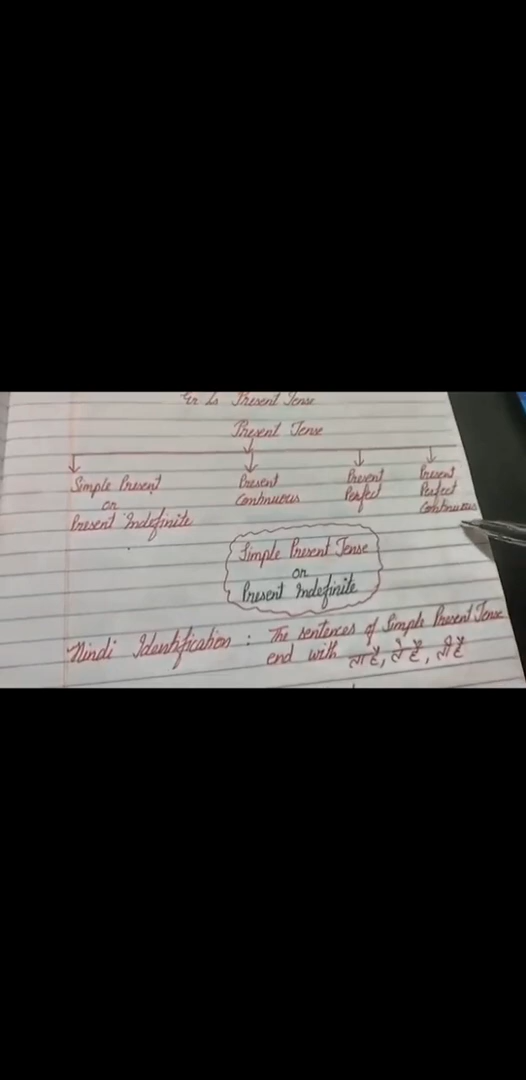 Is Present Tense
Present Tense
Simple Present
or
Present Indefinite
Present
Continuous
Present
Perfect
Present
Perfect
Continuous
Simple Present Tense
or
Present Indefinite
Hindi Identification : The sentences of Simple Present Tense
end with ता है, ते है, ती है